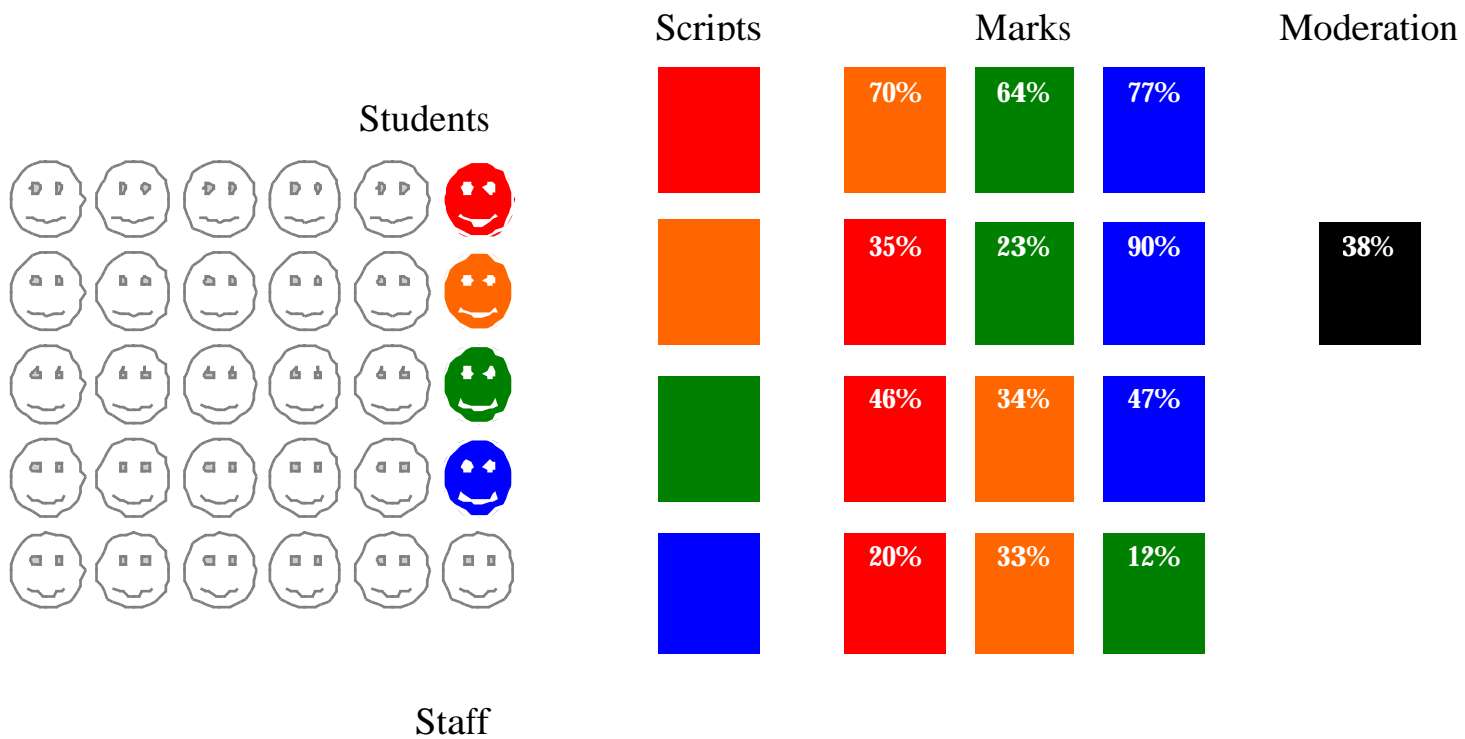 Scripts Marks Moderation
Students
70% 64% 77%
35% 23% 90% 38%
46% 34% 47%
20% 33% 12%
Staff